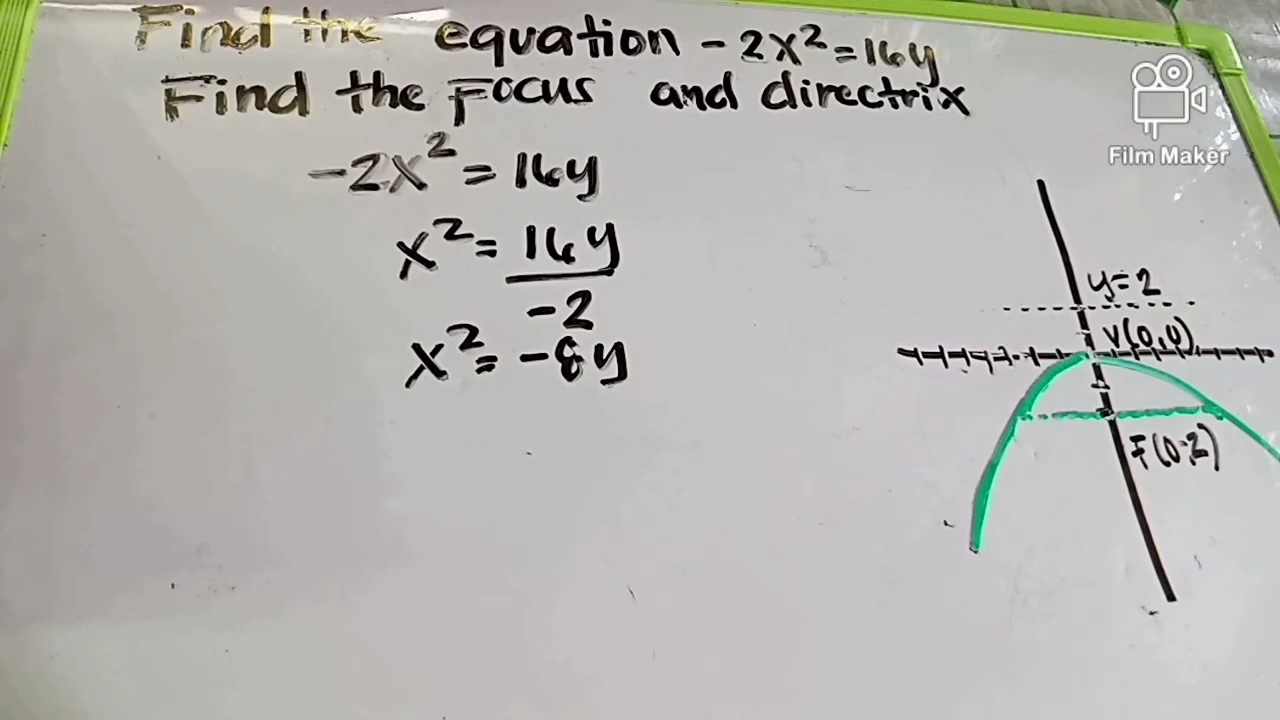 Find the equation -2x²=16y
Find the Focus and directrix
-2x² = 16y
x² = 16y
-2
x² = -8y
Film Maker
y=2
V(0,0)
F(0-2)